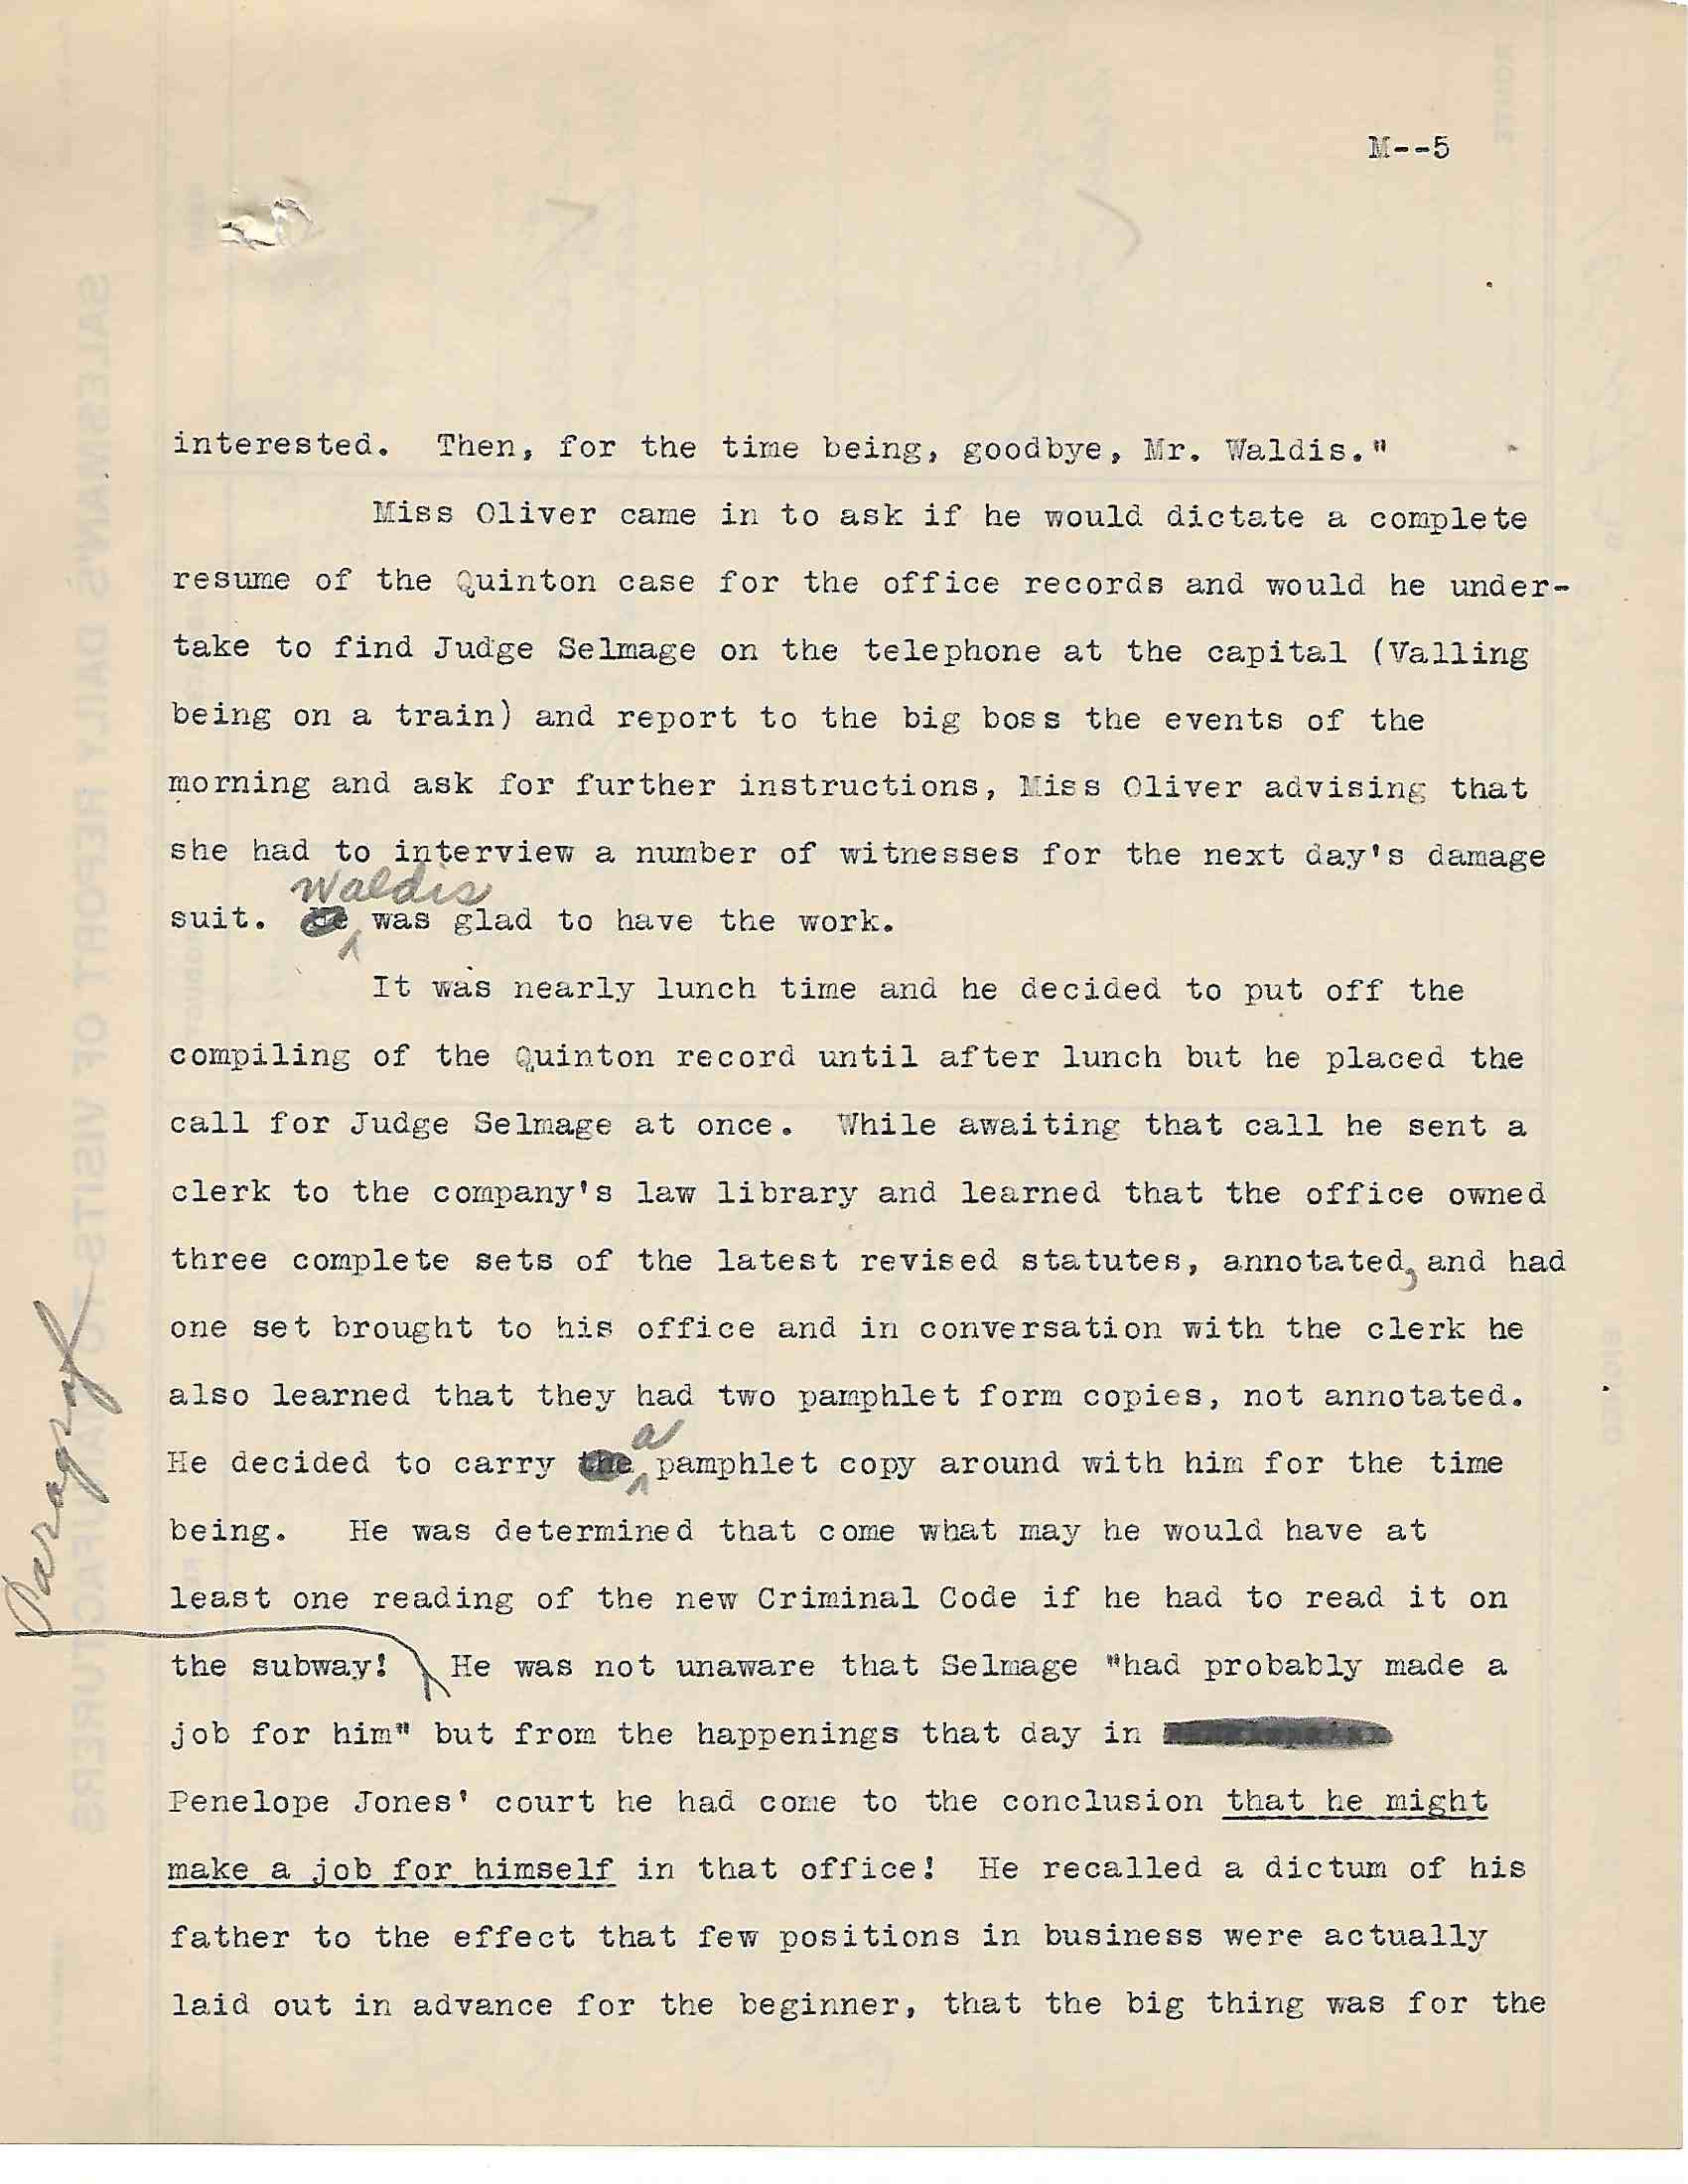 M--5
interested.  Then, for the time being, goodbye, Mr. Waldis."
Miss Oliver came in to ask if he would dictate a complete
resume of the Quinton case for the office records and would he under-
take to find Judge Selmage on the telephone at the capital (Valling
being on a train) and report to the big boss the events of the
morning and ask for further instructions, Miss Oliver advising that
she had to interview a number of witnesses for the next day's damage
Waldis
suit.  He was glad to have the work.
It was nearly lunch time and he decided to put off the
compiling of the Quinton record until after lunch but he placed the
call for Judge Selmage at once.  While awaiting that call he sent a
clerk to the company's law library and learned that the office owned
three complete sets of the latest revised statutes, annotated, and had
one set brought to his office and in conversation with the clerk he
also learned that they had two pamphlet form copies, not annotated.
a
He decided to carry the pamphlet copy around with him for the time
being.   He was determined that come what may he would have at
least one reading of the new Criminal Code if he had to read it on
Paragraf
the subway!   He was not unaware that Selmage "had probably made a
job for him" but from the happenings that day in
Penelope Jones' court he had come to the conclusion that he might
make a job for himself in that office!  He recalled a dictum of his
father to the effect that few positions in business were actually
laid out in advance for the beginner, that the big thing was for the
SALESMAN'S DAILY REPORT OF VISITS TO MANUFACTURERS
ROUTE